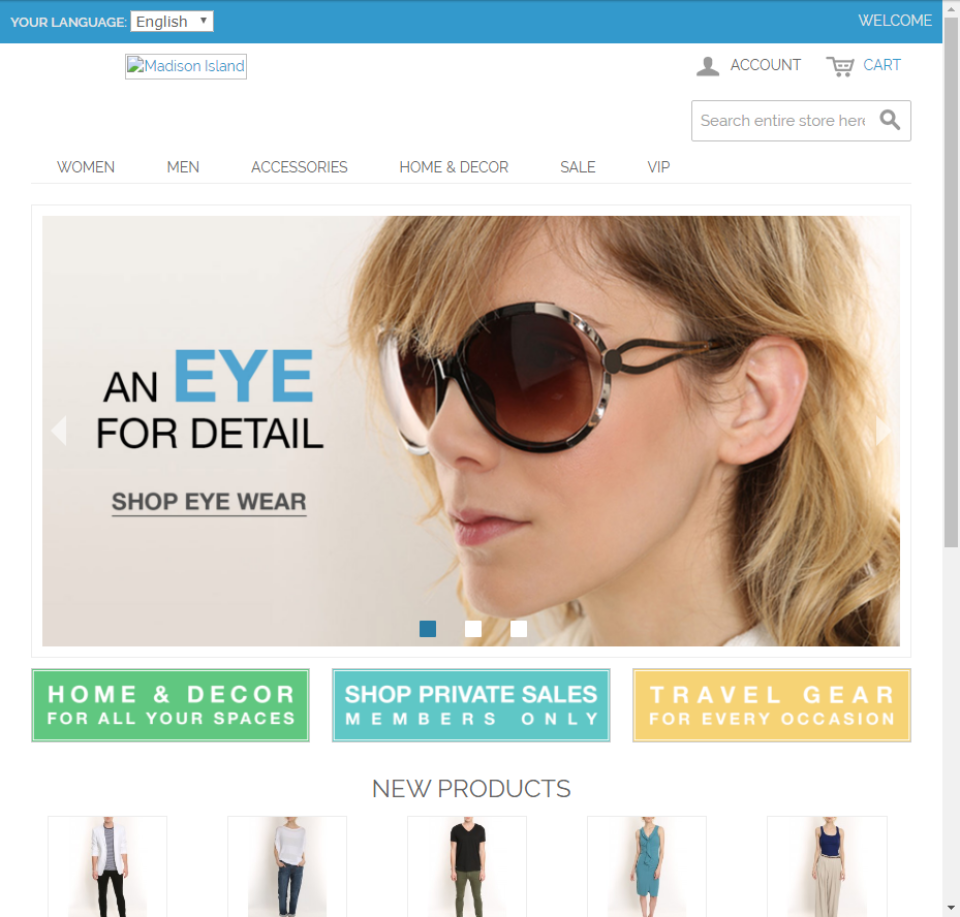 YOUR LANGUAGE: English
WELCOME
Madison Island
ACCOUNT
CART
Search entire store here
WOMEN
MEN
ACCESSORIES
HOME & DECOR
SALE
VIP
AN EYE
FOR DETAIL
SHOP EYE WEAR
HOME & DECOR
FOR ALL YOUR SPACES
SHOP PRIVATE SALES
MEMBERS ONLY
TRAVEL GEAR
FOR EVERY OCCASION
NEW PRODUCTS